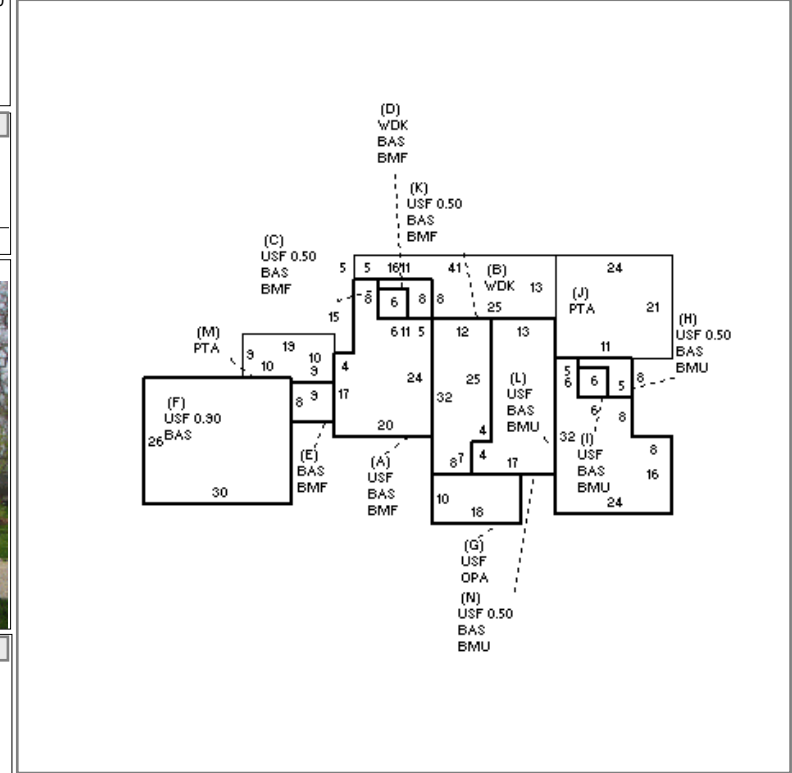 (D)
WDK
BAS
BMF
(K)
USF 0.50
BAS
BMF
(C)
USF 0.50
BAS
BMF
5 5 16 11 41
(B)
WDK
13
25
24
(J)
PTA
21
11
(H)
USF 0.50
BAS
BMU
8 6 8 8
15
6 11 5 12 13
(M)
PTA
9 19 10
10 9
4
24
17
20
25
32
(L)
USF
BAS
BMU
5
6 6 5 8
6 8
(F)
USF 0.90
BAS
26
30
8 9
(E)
BAS
BMF
(A)
USF
BAS
BMF
4
8 7 4 17
32
(I)
USF
BAS
BMU
8
16
24
10
18
(G)
USF
OPA
(N)
USF 0.50
BAS
BMU